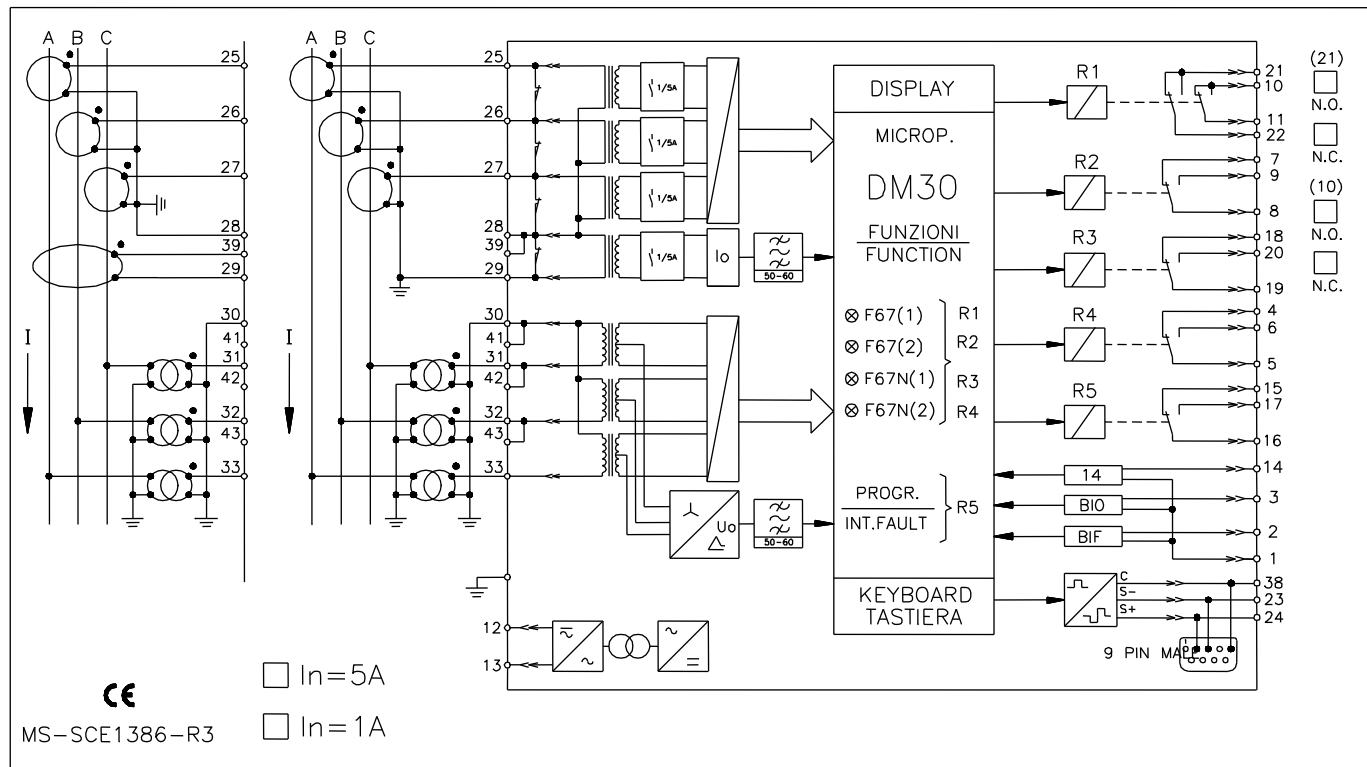 A B C
25
26
27
28
39
29
30
41
31
42
32
43
33
I
A B C
25
26
27
28
39
29
30
41
31
42
32
43
33
I
12
13
1/5A
1/5A
1/5A
1/5A
Io
50-60
Uo
50-60
DISPLAY
MICROP.
DM30
FUNZIONI
FUNCTION
F67(1)
F67(2)
F67N(1)
F67N(2)
R1
R2
R3
R4
PROGR.
INT.FAULT
R5
KEYBOARD
TASTIERA
R1
R2
R3
R4
R5
14
BI0
BIF
C
S-
S+
9 PIN MALE
1
21
10
11
22
7
9
8
18
20
19
4
6
5
15
17
16
14
3
2
1
38
23
24
(21)
N.O.
N.C.
(10)
N.O.
N.C.
CE
MS-SCE1386-R3
In=5A
In=1A